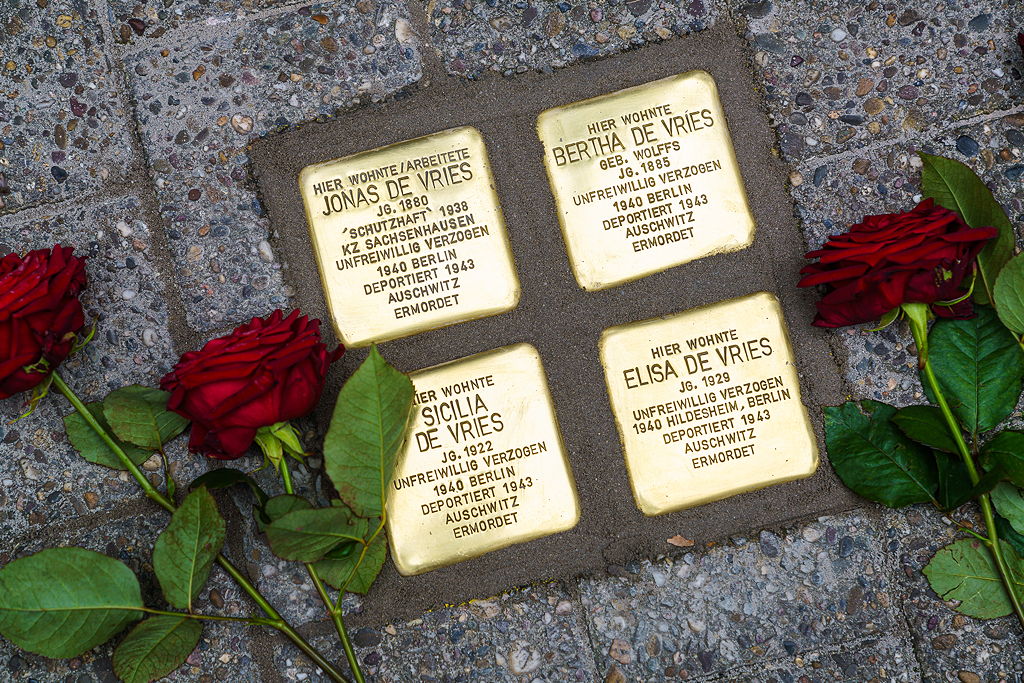 HIER WOHNTE/ARBEITETE
JONAS DE VRIES
JG. 1880
"SCHUTZHAFT" 1938
KZ SACHSENHAUSEN
UNFREIWILLIG VERZOGEN
1940 BERLIN
DEPORTIERT 1943
AUSCHWITZ
ERMORDET
HIER WOHNTE
BERTHA DE VRIES
GEB. WOLFFS
JG. 1885
UNFREIWILLIG VERZOGEN
1940 BERLIN
DEPORTIERT 1943
AUSCHWITZ
ERMORDET
HIER WOHNTE
SICILIA
DE VRIES
JG. 1922
UNFREIWILLIG VERZOGEN
1940 BERLIN
DEPORTIERT 1943
AUSCHWITZ
ERMORDET
HIER WOHNTE
ELISA DE VRIES
JG. 1929
UNFREIWILLIG VERZOGEN
1940 HILDESHEIM, BERLIN
DEPORTIERT 1943
AUSCHWITZ
ERMORDET